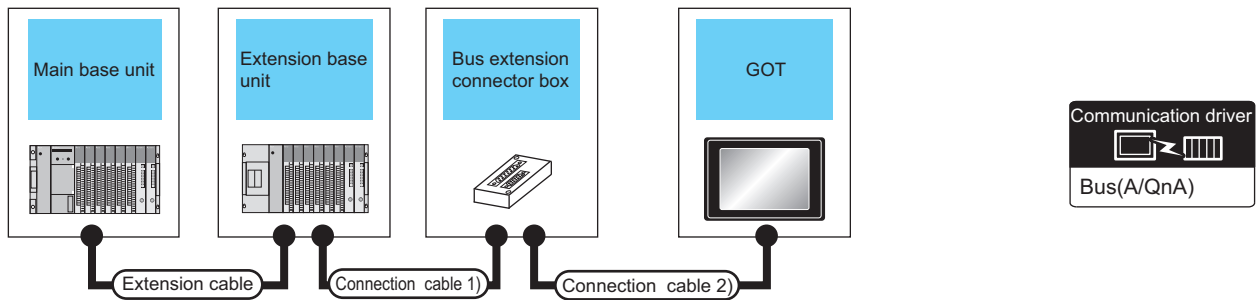 Main base unit
Extension base
unit
Bus extension
connector box
GOT
Communication driver
Bus(A/QnA)
Extension cable
Connection cable 1)
Connection cable 2)